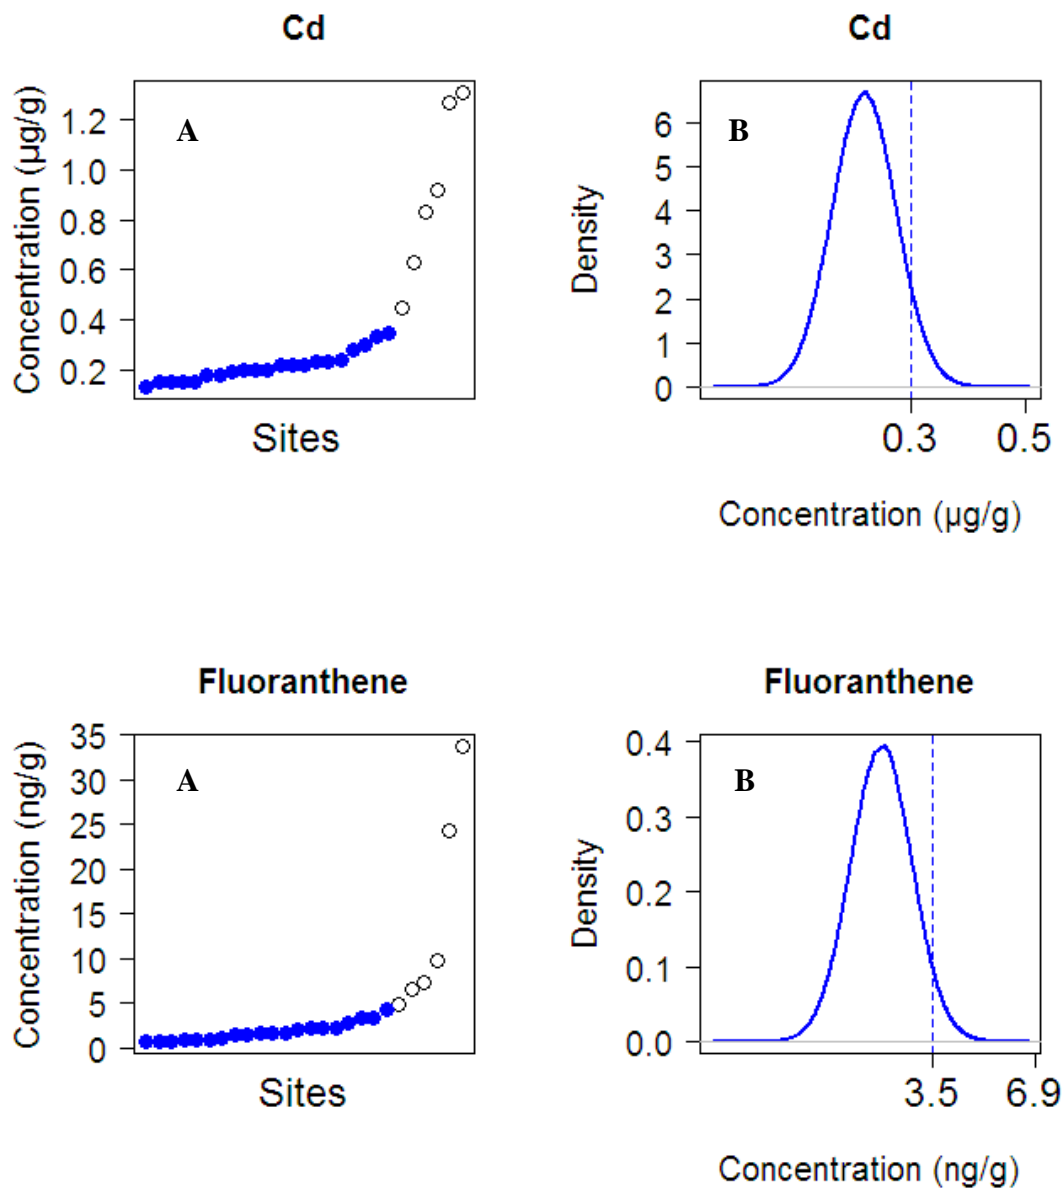 Cd
A
Concentration (µg/g)
1.2
1.0
0.8
0.6
0.4
0.2
Sites
Cd
B
Density
6
5
4
3
2
1
0
0.3 0.5
Concentration (µg/g)
Fluoranthene
A
Concentration (ng/g)
35
30
25
20
15
10
5
0
Sites
Fluoranthene
B
Density
0.4
0.3
0.2
0.1
0.0
3.5 6.9
Concentration (ng/g)